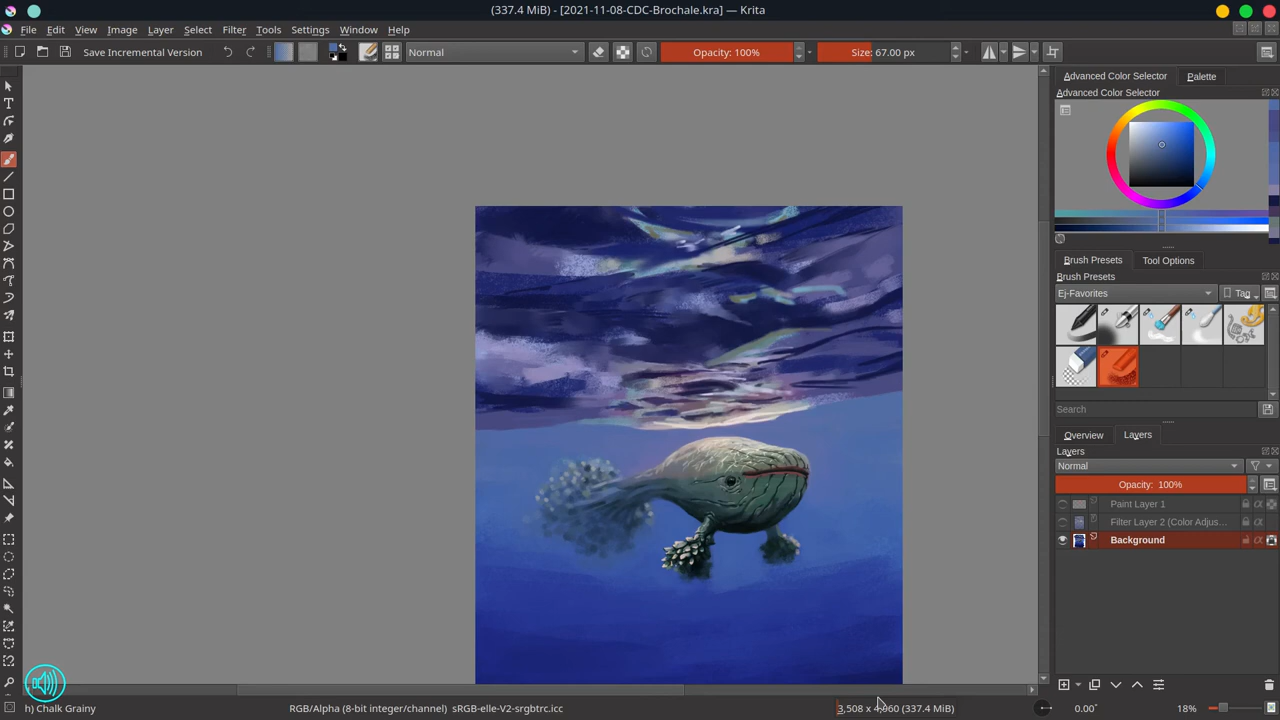 (337.4 MiB) - [2021-11-08-CDC-Brochale.kra] — Krita
File Edit View Image Layer Select Filter Tools Settings Window Help
Save Incremental Version Normal Opacity: 100% Size: 67.00 px
Advanced Color Selector Palette
Advanced Color Selector
Brush Presets Tool Options
Brush Presets
Ej-Favorites Tag
Search
Overview Layers
Layers
Normal
Opacity: 100%
Paint Layer 1
Filter Layer 2 (Color Adjus...
Background
h) Chalk Grainy RGB/Alpha (8-bit integer/channel) sRGB-elle-V2-srgbtrc.icc (337.4 MiB) 0.00° 18%